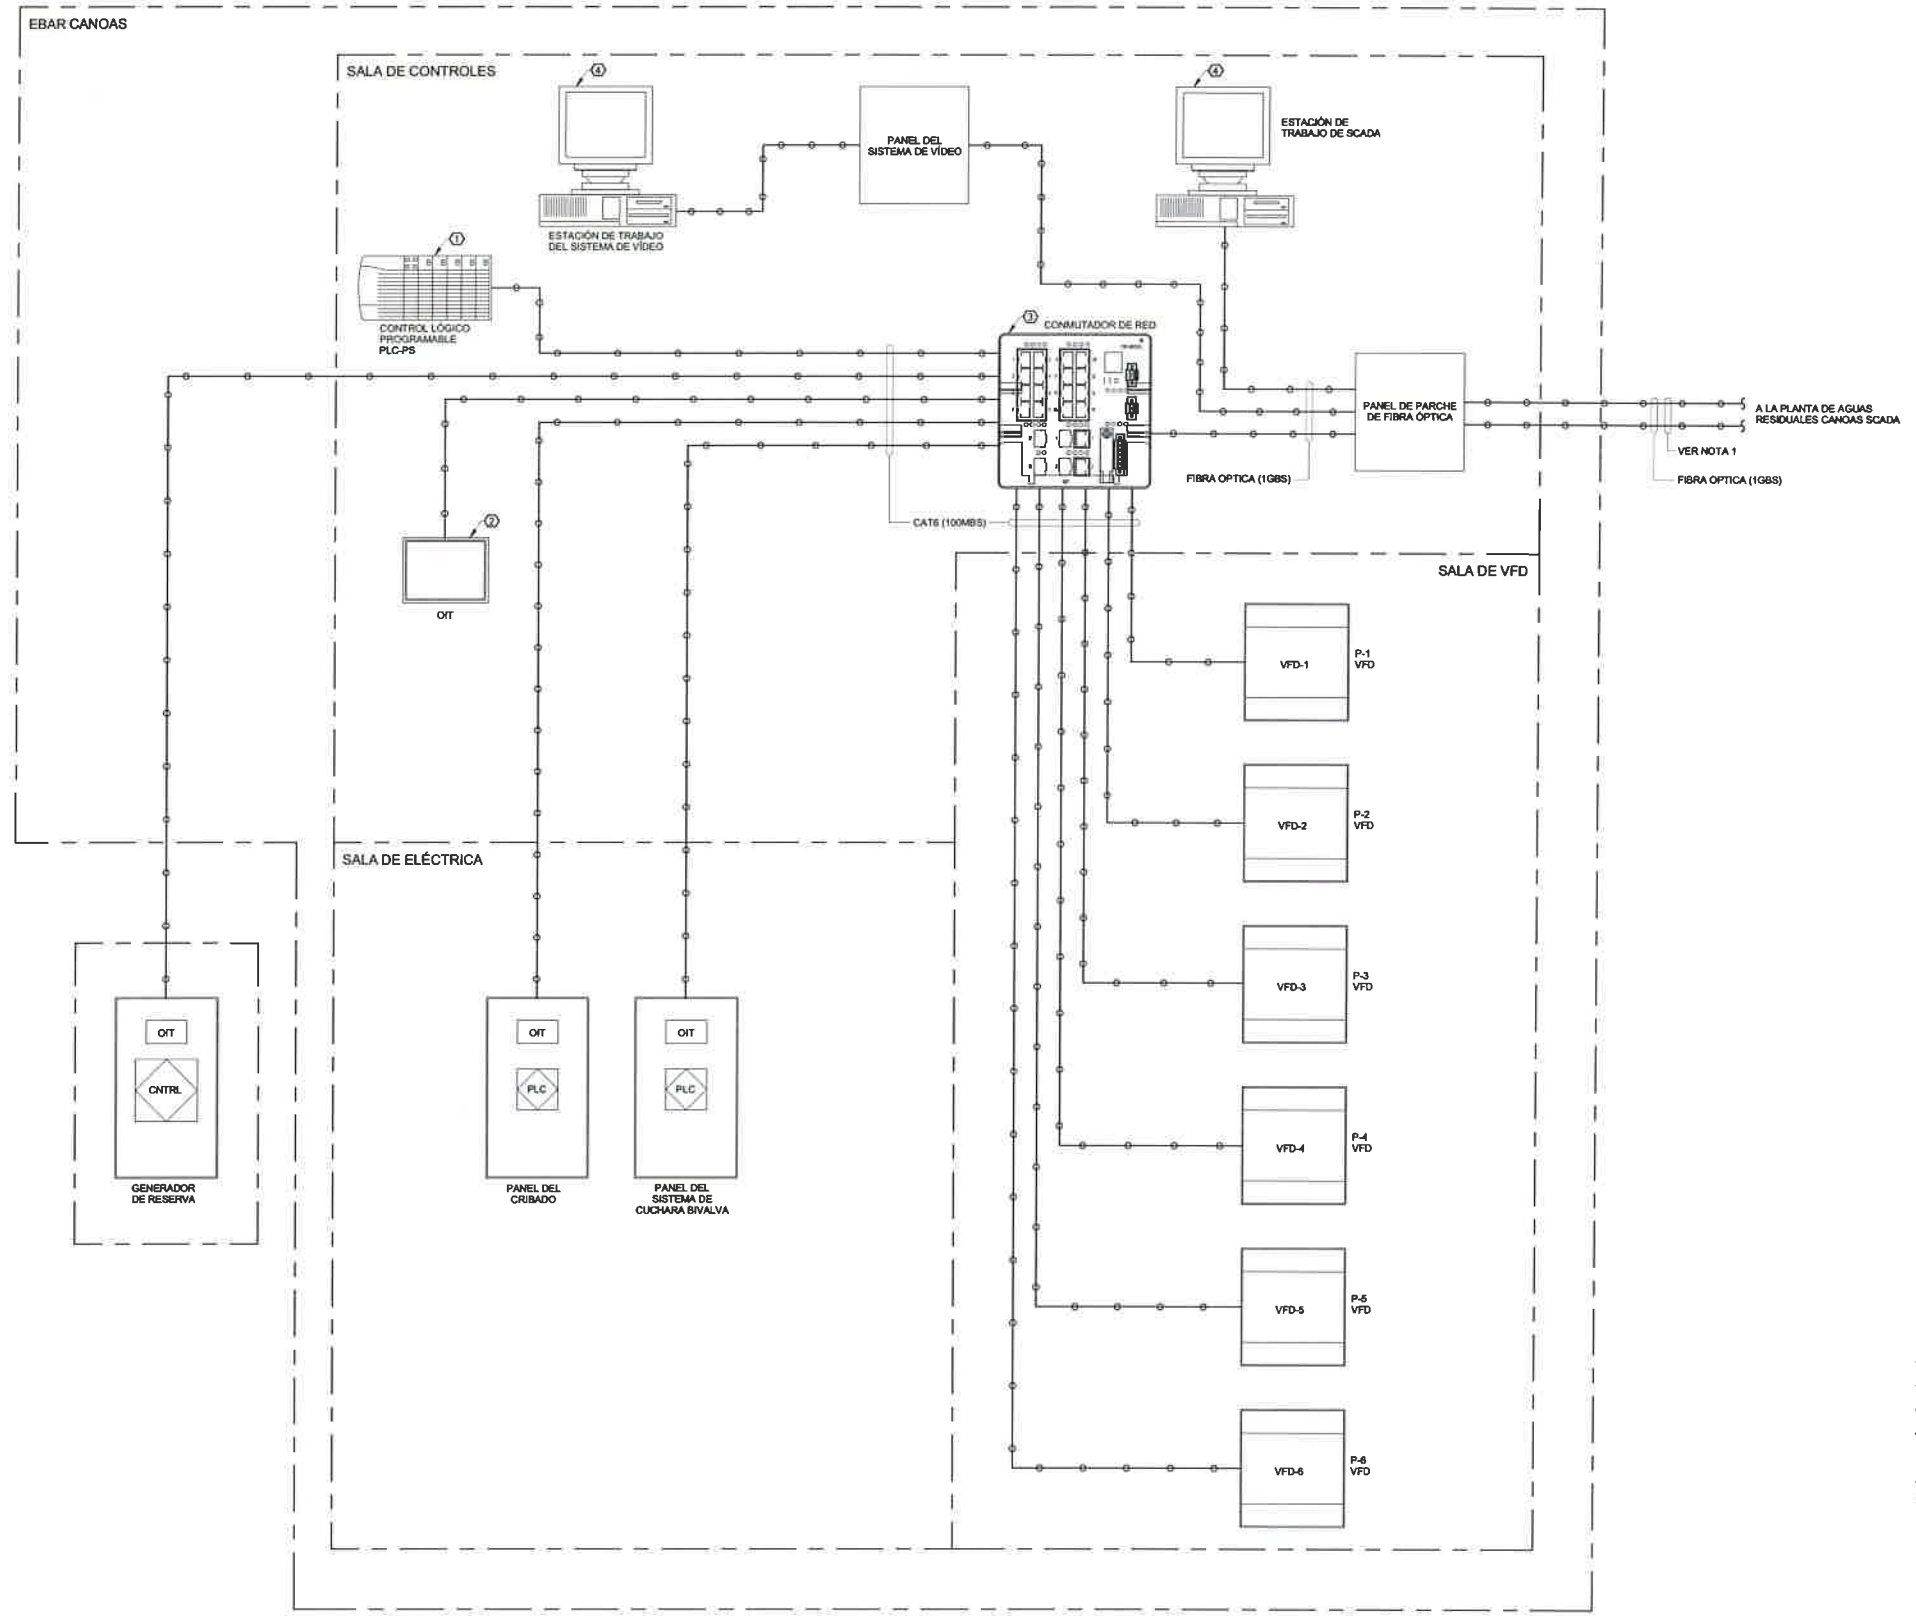 EBAR CANOAS
SALA DE CONTROLES
4
4
PANEL DEL
SISTEMA DE VÍDEO
ESTACIÓN DE
TRABAJO DE SCADA
ESTACIÓN DE TRABAJO
DEL SISTEMA DE VÍDEO
1
CONTROL LÓGICO
PROGRAMABLE
PLC-PS
3
CONMUTADOR DE RED
PANEL DE PARCHE
DE FIBRA ÓPTICA
A LA PLANTA DE AGUAS
RESIDUALES CANOAS SCADA
VER NOTA 1
FIBRA OPTICA (1GBS)
FIBRA OPTICA (1GBS)
CAT6 (100MBS)
2
OIT
SALA DE VFD
VFD-1
P-1
VFD
VFD-2
P-2
VFD
SALA DE ELÉCTRICA
VFD-3
P-3
VFD
OIT
CNTRL
GENERADOR
DE RESERVA
OIT
PLC
PANEL DEL
CRIBADO
OIT
PLC
PANEL DEL
SISTEMA DE
CUCHARA BIVALVA
VFD-4
P-4
VFD
VFD-5
P-5
VFD
VFD-6
P-6
VFD